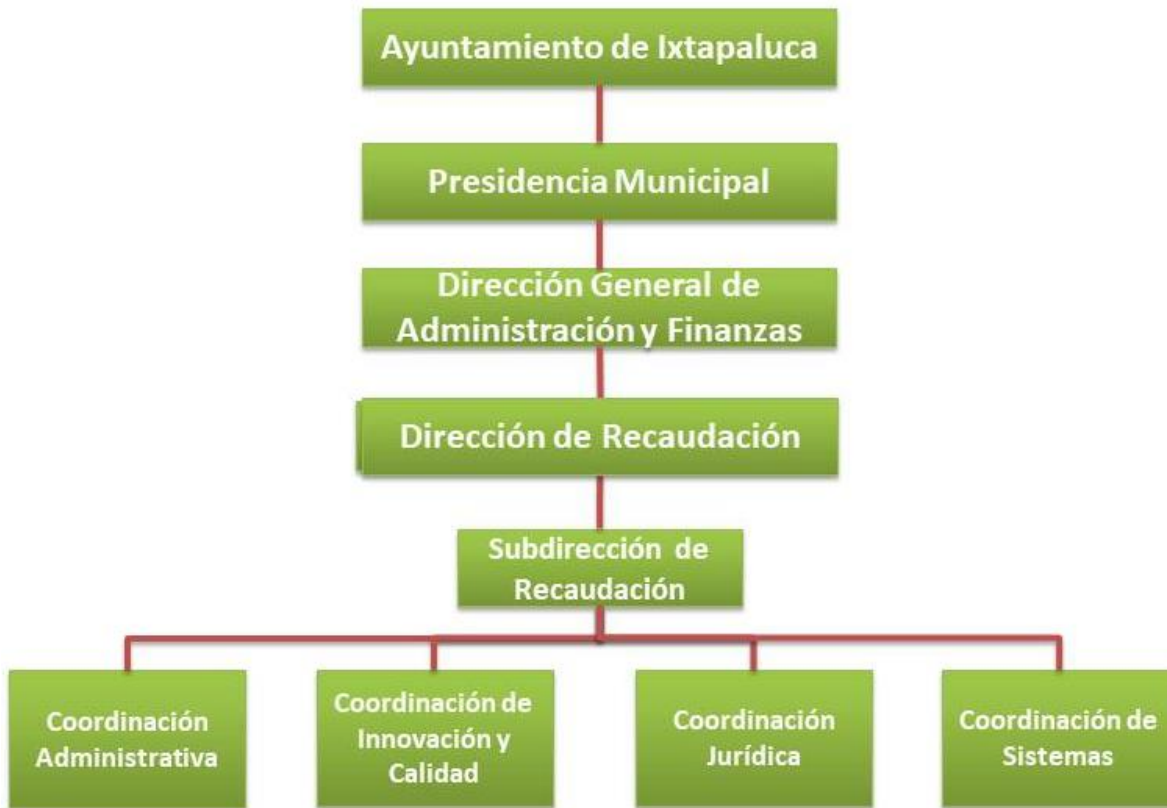 Ayuntamiento de Ixtapaluca
Presidencia Municipal
Dirección General de
Administración y Finanzas
Dirección de Recaudación
Subdirección de
Recaudación
Coordinación
Administrativa
Coordinación de
Innovación y
Calidad
Coordinación
Jurídica
Coordinación de
Sistemas